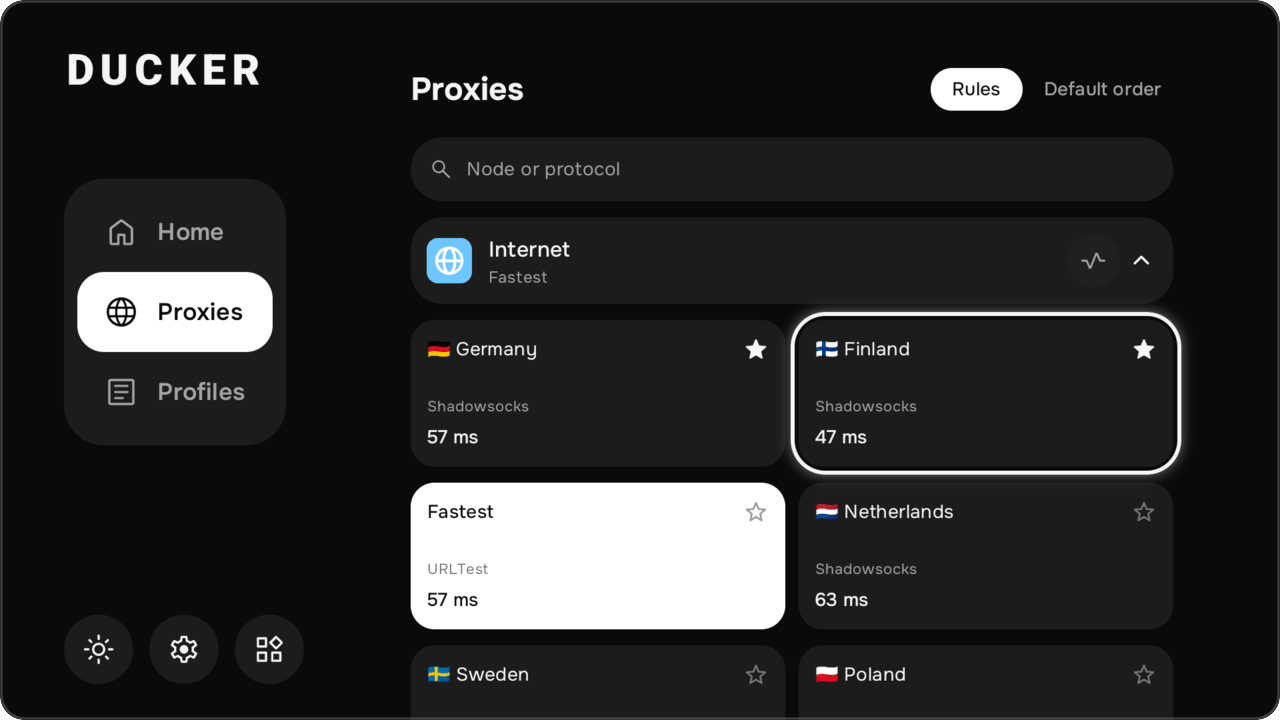 DUCKER
Home
Proxies
Profiles
Proxies
Rules
Default order
Node or protocol
Internet
Fastest
Germany
Shadowsocks
57 ms
Finland
Shadowsocks
47 ms
Fastest
URLTest
57 ms
Netherlands
Shadowsocks
63 ms
Sweden
Poland